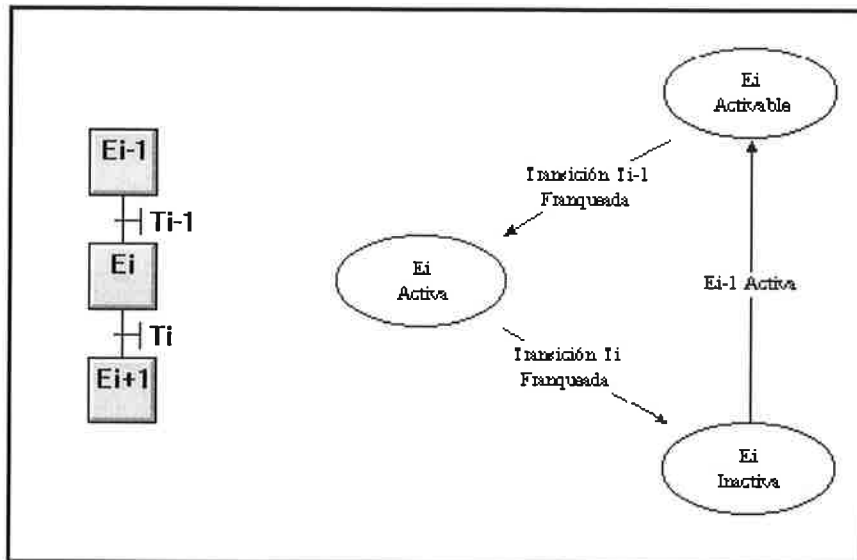 Ei-1
Ti-1
Ei
Ti
Ei+1
Ei
Activable
Transición Ti-1
Franqueada
Ei
Activa
Ei-1 Activa
Transición Ti
Franqueada
Ei
Inactiva